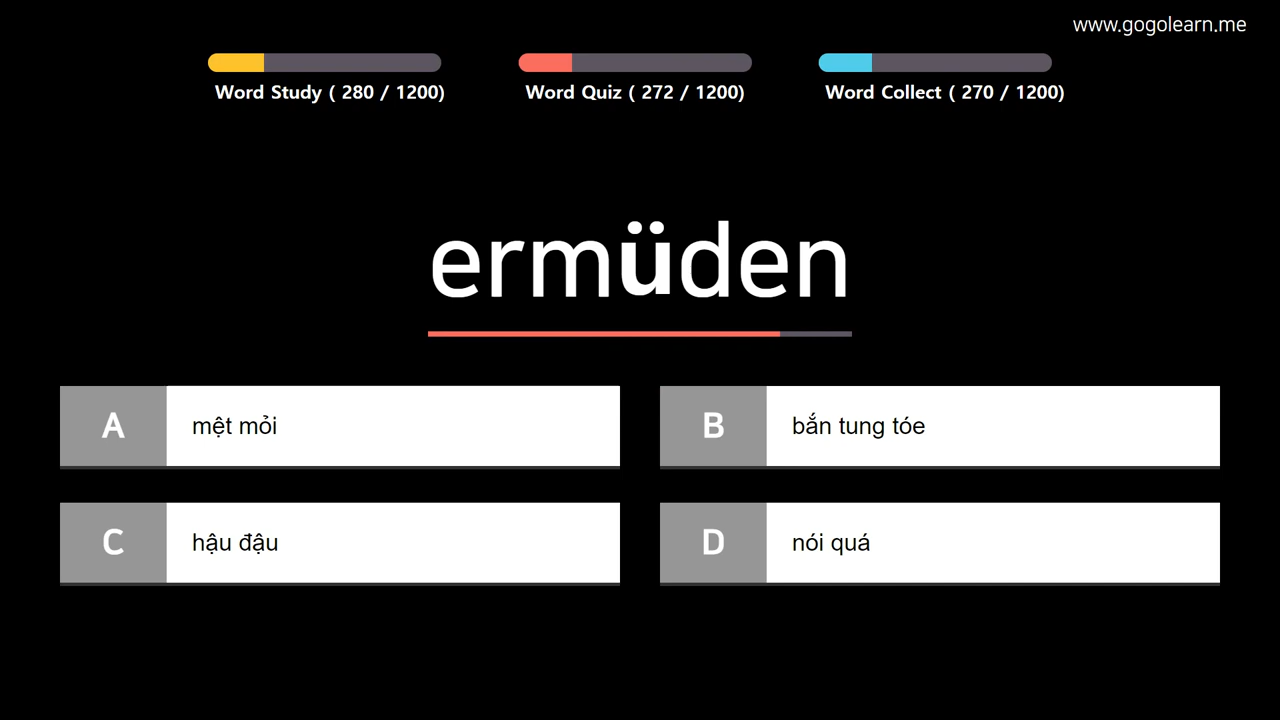 www.gogolearn.me
Word Study ( 280 / 1200)
Word Quiz ( 272 / 1200)
Word Collect ( 270 / 1200)
ermüden
A mệt mỏi
B bắn tung tóe
C hậu đậu
D nói quá